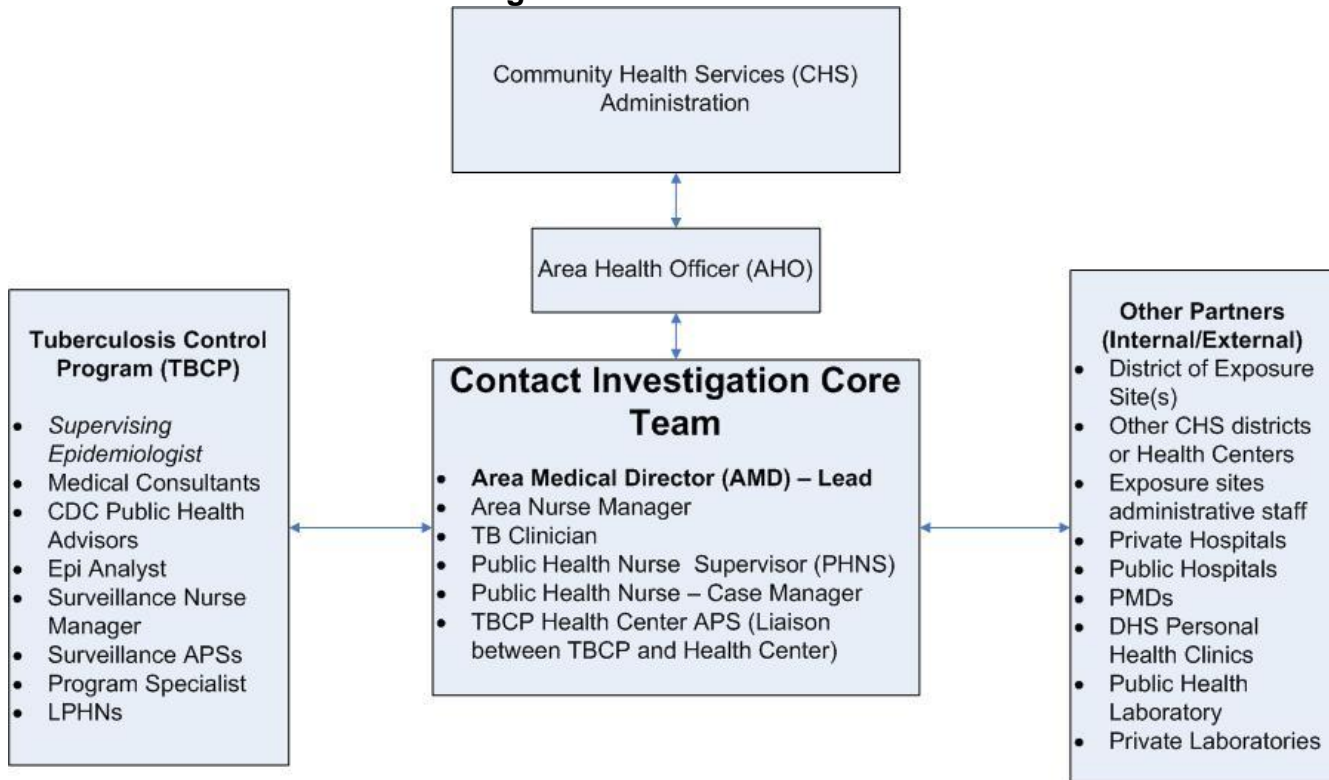 Community Health Services (CHS)
Administration
Area Health Officer (AHO)
Tuberculosis Control
Program (TBCP)
• Supervising
Epidemiologist
• Medical Consultants
• CDC Public Health
Advisors
• Epi Analyst
• Surveillance Nurse
Manager
• Surveillance APSs
• Program Specialist
• LPHNs
Contact Investigation Core
Team
• Area Medical Director (AMD) – Lead
• Area Nurse Manager
• TB Clinician
• Public Health Nurse Supervisor (PHNS)
• Public Health Nurse – Case Manager
• TBCP Health Center APS (Liaison
between TBCP and Health Center)
Other Partners
(Internal/External)
• District of Exposure
Site(s)
• Other CHS districts
or Health Centers
• Exposure sites
administrative staff
• Private Hospitals
• Public Hospitals
• PMDs
• DHS Personal
Health Clinics
• Public Health
Laboratory
• Private Laboratories